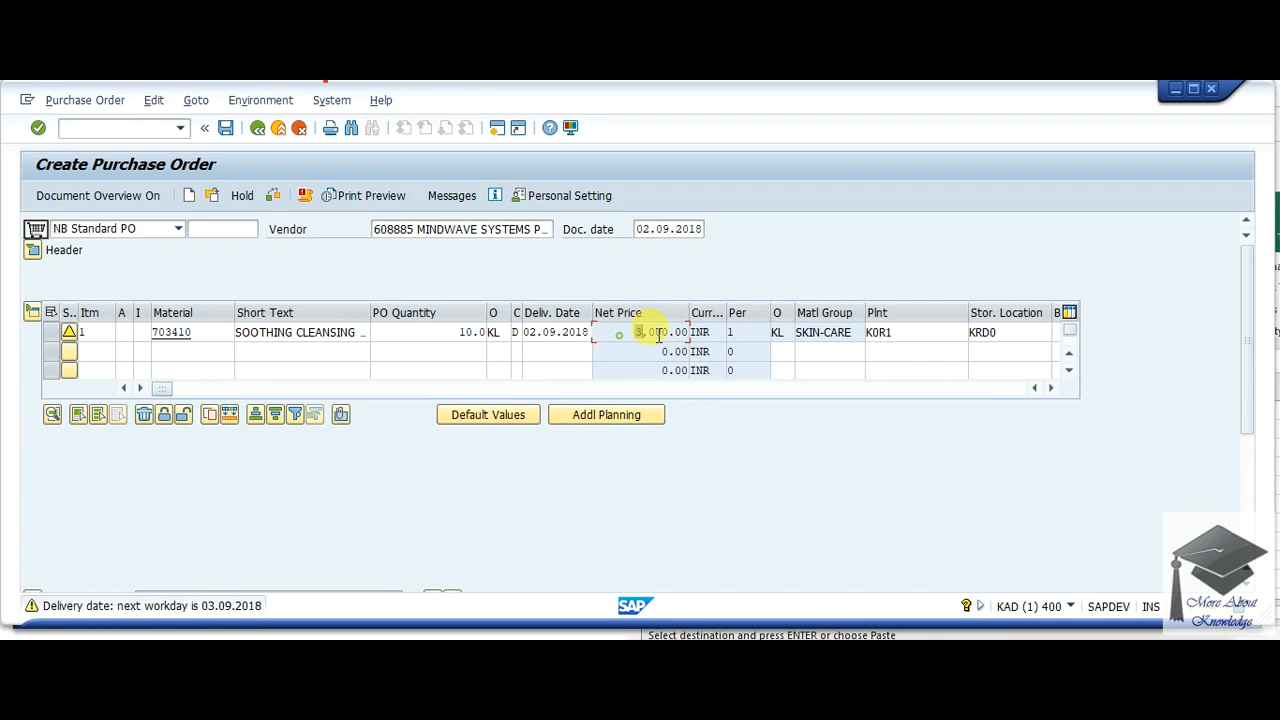 Purchase Order Edit Goto Environment System Help
Create Purchase Order
Document Overview On Hold Print Preview Messages Personal Setting
NB Standard PO Vendor 608885 MINDWAVE SYSTEMS P... Doc. date 02.09.2018
Header
S.. Itm A I Material Short Text PO Quantity O C Deliv. Date Net Price Curr... Per O Matl Group Plnt Stor. Location B
1 703410 SOOTHING CLEANSING ... 10.0 KL D 02.09.2018 3,000.00 INR 1 KL SKIN-CARE K0R1 KRD0
0.00 INR 0
0.00 INR 0
Default Values Addl Planning
Delivery date: next workday is 03.09.2018 SAP KAD (1) 400 SAPDEV INS
Select destination and press ENTER or choose Paste
More About
Knowledge